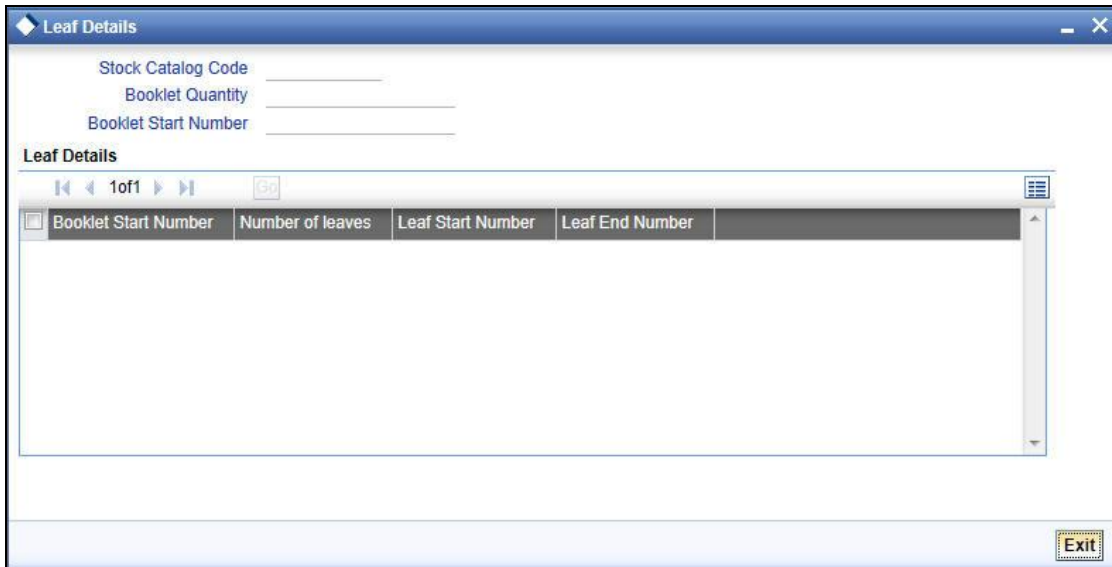 Leaf Details
Stock Catalog Code
Booklet Quantity
Booklet Start Number
Leaf Details
1of1 Go
Booklet Start Number Number of leaves Leaf Start Number Leaf End Number
Exit